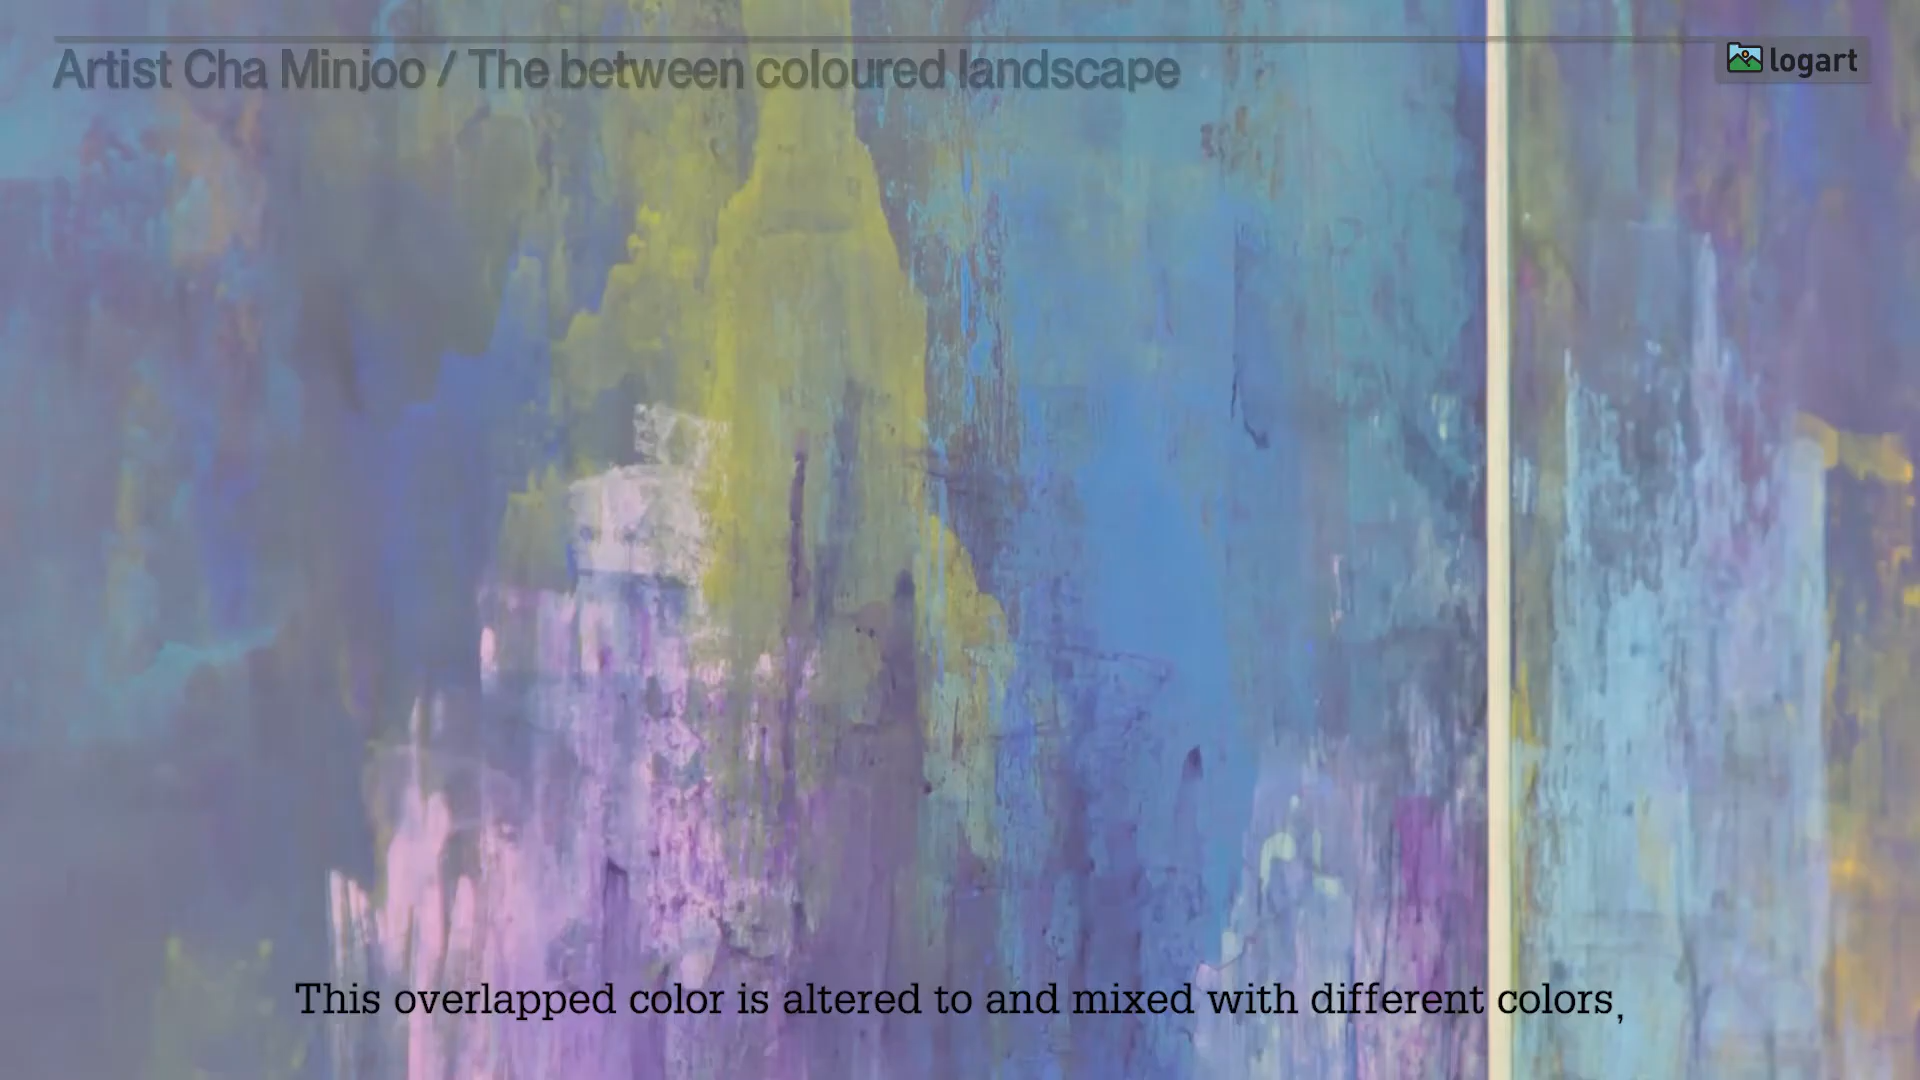 Artist Cha Minjoo / The between coloured landscape
logart
This overlapped color is altered to and mixed with different colors,